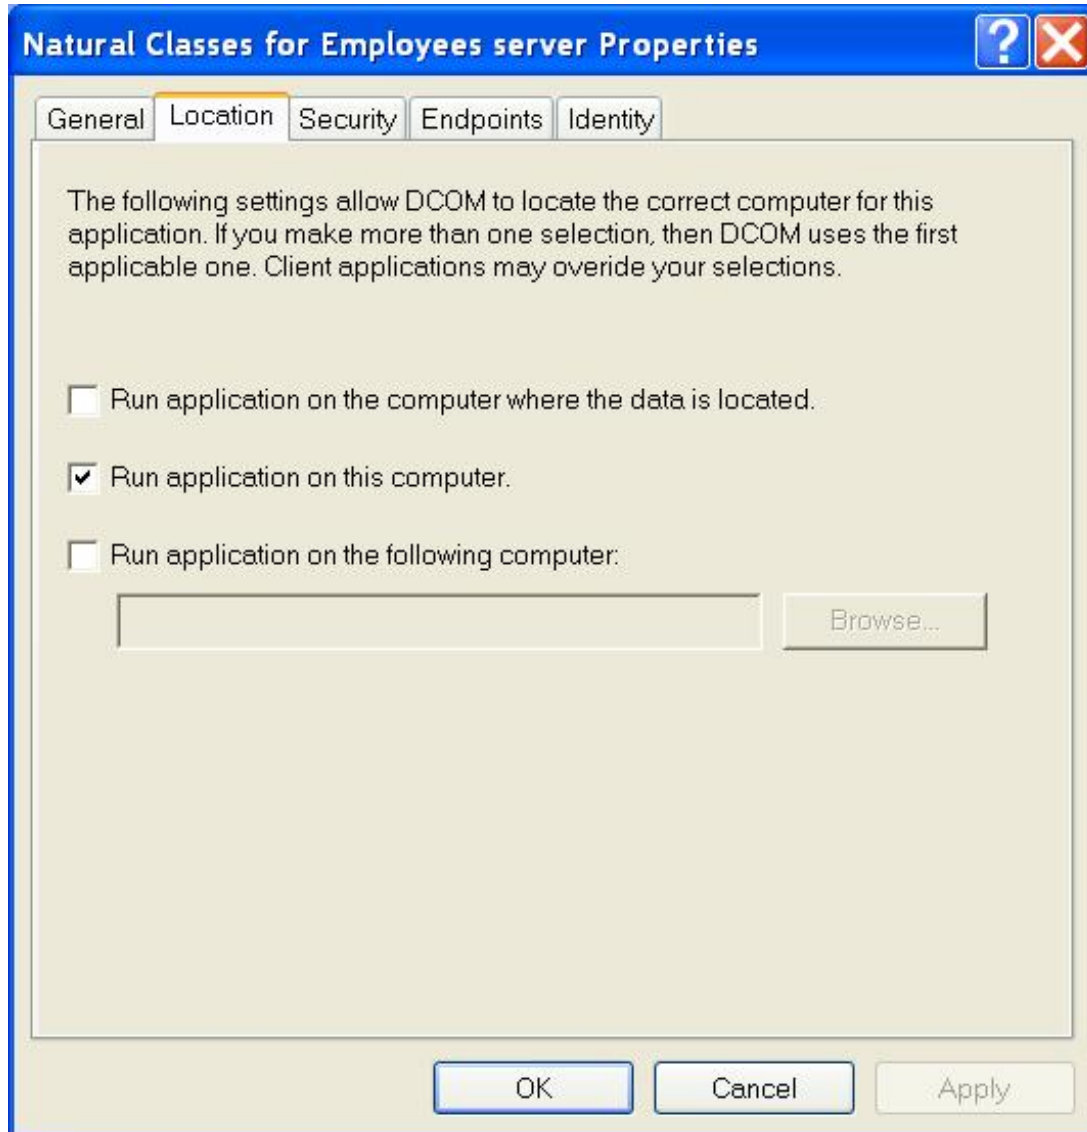 Natural Classes for Employees server Properties
General Location Security Endpoints Identity
The following settings allow DCOM to locate the correct computer for this
application. If you make more than one selection, then DCOM uses the first
applicable one. Client applications may overide your selections.
Run application on the computer where the data is located.
Run application on this computer.
Run application on the following computer:
Browse...
OK Cancel Apply